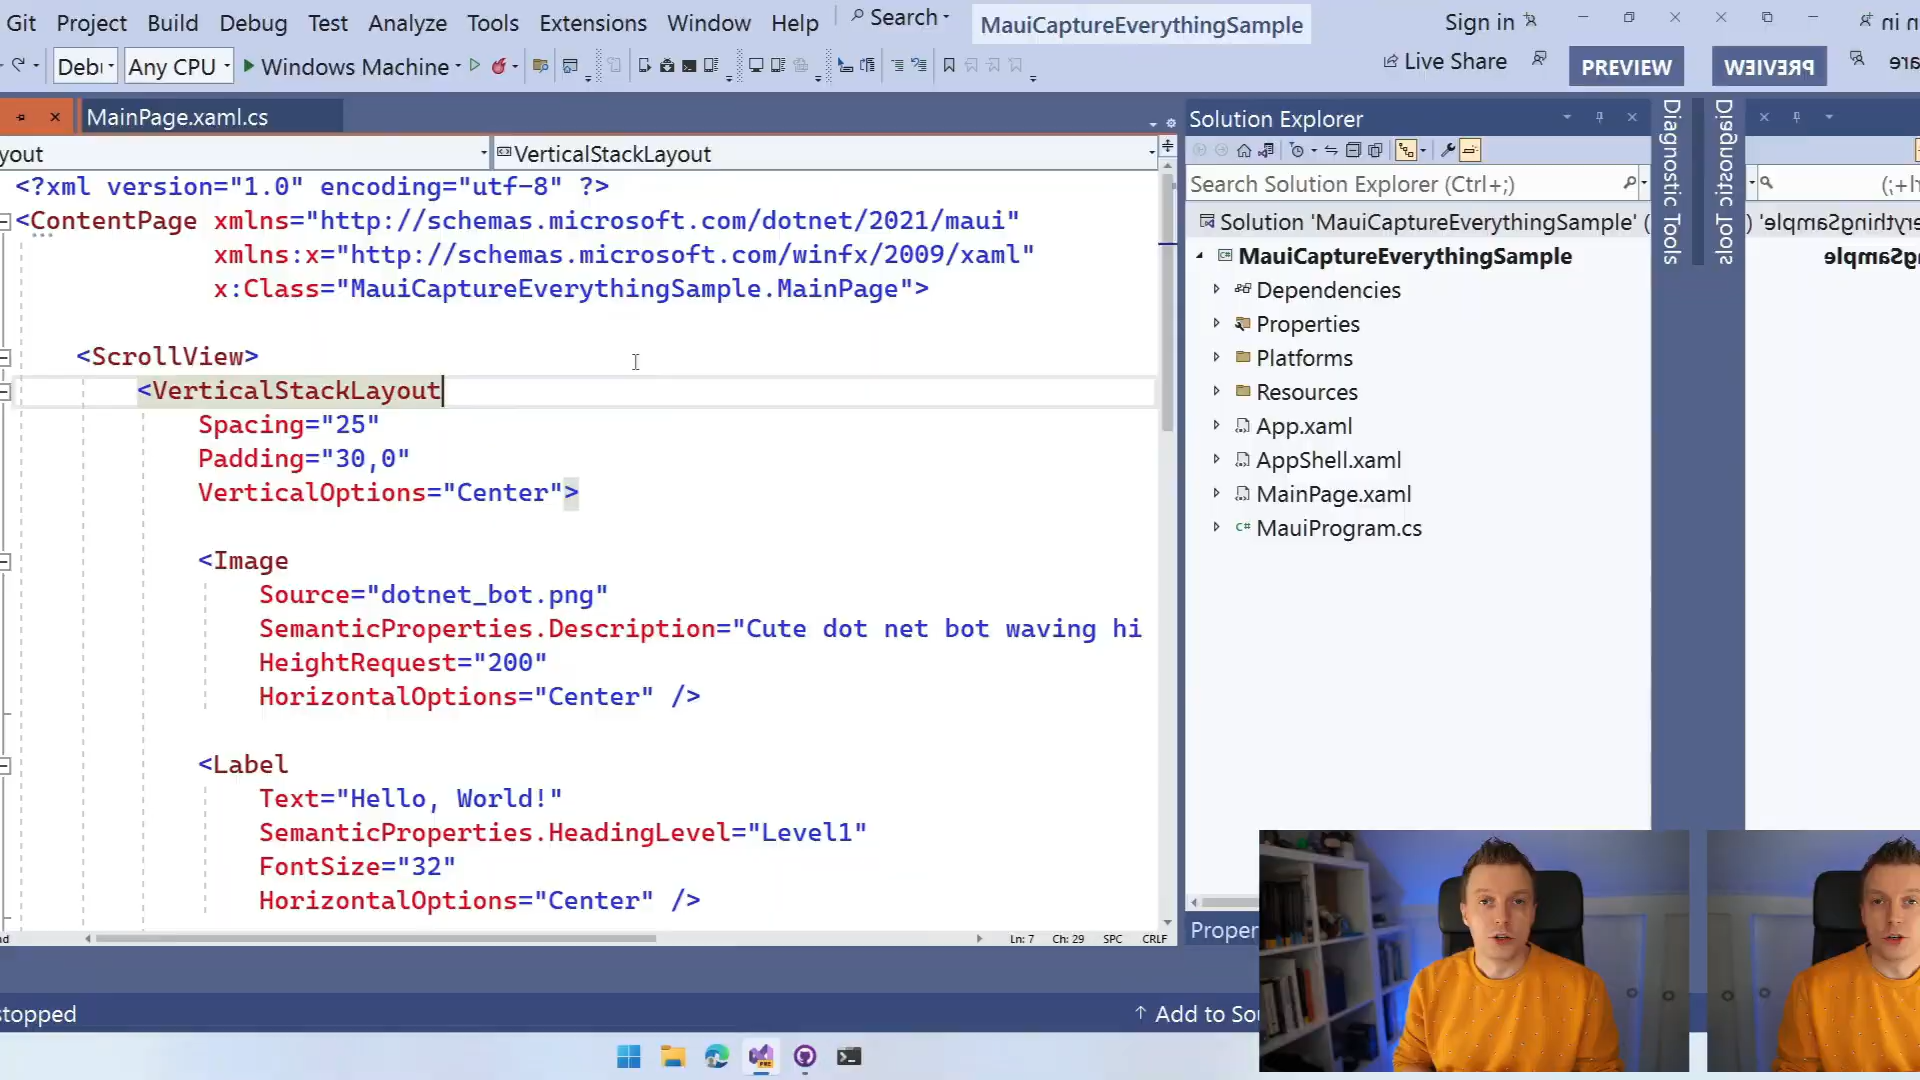 Git Project Build Debug Test Analyze Tools Extensions Window Help Search MauiCaptureEverythingSample Sign in
Any CPU Windows Machine Live Share PREVIEW PREVIEW
MainPage.xaml.cs
VerticalStackLayout
<?xml version="1.0" encoding="utf-8" ?>
<ContentPage xmlns="http://schemas.microsoft.com/dotnet/2021/maui"
xmlns:x="http://schemas.microsoft.com/winfx/2009/xaml"
x:Class="MauiCaptureEverythingSample.MainPage">
<ScrollView>
<VerticalStackLayout
Spacing="25"
Padding="30,0"
VerticalOptions="Center">
<Image
Source="dotnet_bot.png"
SemanticProperties.Description="Cute dot net bot waving hi
HeightRequest="200"
HorizontalOptions="Center" />
<Label
Text="Hello, World!"
SemanticProperties.HeadingLevel="Level1"
FontSize="32"
HorizontalOptions="Center" />
Ln: 7 Ch: 29 SPC CRLF
Solution Explorer
Search Solution Explorer (Ctrl+;)
Solution 'MauiCaptureEverythingSample' (
MauiCaptureEverythingSample
Dependencies
Properties
Platforms
Resources
App.xaml
AppShell.xaml
MainPage.xaml
C# MauiProgram.cs
Diagnostic Tools
Diagnostic Tools
Proper
stopped
Add to Sou